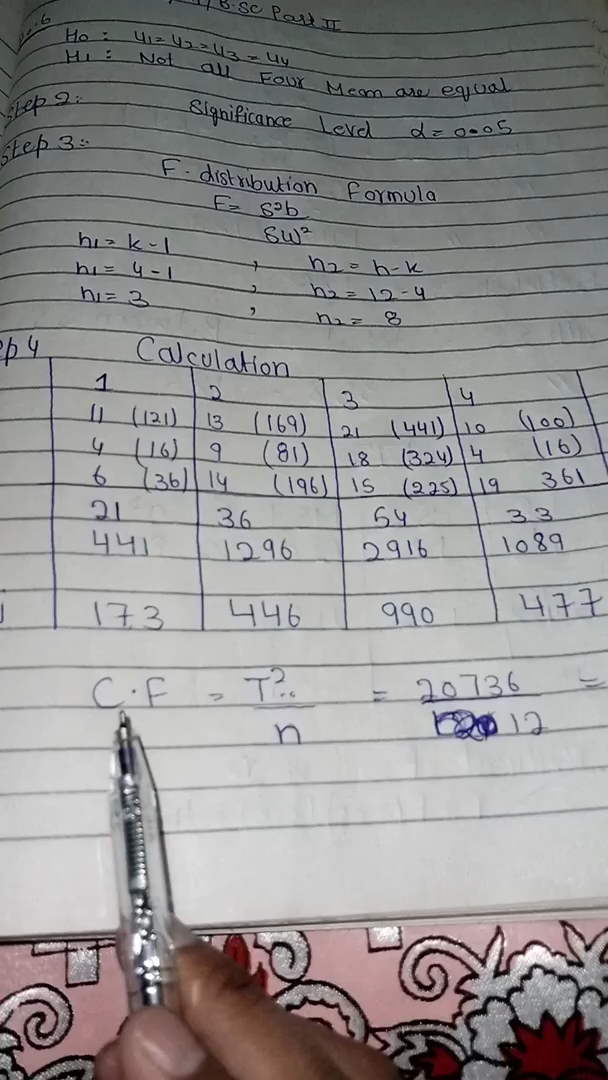 B.SC Part II
H0 : u1 = u2 = u3 = u4
H1 : Not all Four Mean are equal
Step 2: Significance Level α = 0.05
Step 3:
F. distribution Formula
F = S²b
SW²
n1 = k-1 , n2 = n-k
n1 = 4-1 , n2 = 12-4
n1 = 3 , n2 = 8
ep 4 Calculation
1 2 3 4
11 (121) 13 (169) 21 (441) 10 (100)
4 (16) 9 (81) 18 (324) 4 (16)
6 (36) 14 (196) 15 (225) 19 361
21 36 54 33
441 1296 2916 1089
173 446 990 477
C.F = T².. = 20736 =
n 12